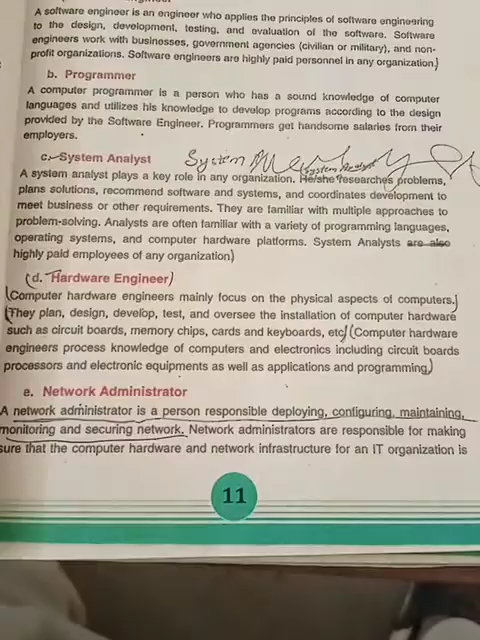 A software engineer is an engineer who applies the principles of software engineering
to the design, development, testing, and evaluation of the software. Software
engineers work with businesses, government agencies (civilian or military), and non-
profit organizations. Software engineers are highly paid personnel in any organization.)
b. Programmer
A computer programmer is a person who has a sound knowledge of computer
languages and utilizes his knowledge to develop programs according to the design
provided by the Software Engineer. Programmers get handsome salaries from their
employers.
c. System Analyst
System
System Analyst
A system analyst plays a key role in any organization. He/she researches problems,
plans solutions, recommend software and systems, and coordinates development to
meet business or other requirements. They are familiar with multiple approaches to
problem-solving. Analysts are often familiar with a variety of programming languages,
operating systems, and computer hardware platforms. System Analysts are also
highly paid employees of any organization)
(d. Hardware Engineer)
(Computer hardware engineers mainly focus on the physical aspects of computers.)
(They plan, design, develop, test, and oversee the installation of computer hardware
such as circuit boards, memory chips, cards and keyboards, etc) (Computer hardware
engineers process knowledge of computers and electronics including circuit boards
processors and electronic equipments as well as applications and programming)
e. Network Administrator
A network administrator is a person responsible deploying, configuring, maintaining,
monitoring and securing network. Network administrators are responsible for making
sure that the computer hardware and network infrastructure for an IT organization is
11